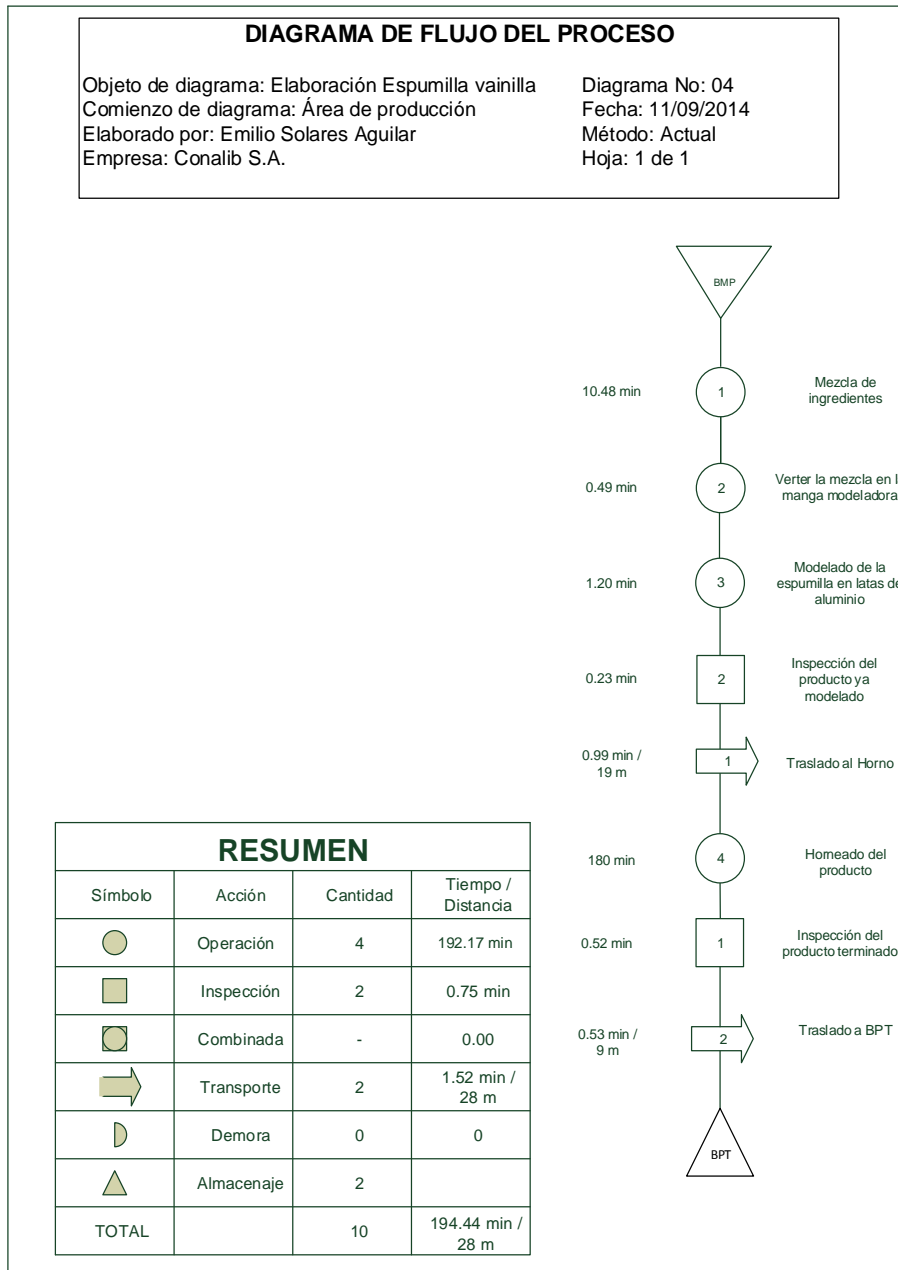 DIAGRAMA DE FLUJO DEL PROCESO
Objeto de diagrama: Elaboración Espumilla vainilla
Diagrama No: 04
Comienzo de diagrama: Área de producción
Fecha: 11/09/2014
Elaborado por: Emilio Solares Aguilar
Método: Actual
Empresa: Conalib S.A.
Hoja: 1 de 1
BMP
10.48 min
1
Mezcla de
ingredientes
0.49 min
2
Verter la mezcla en
manga modeladora
1.20 min
3
Modelado de la
espumilla en latas
aluminio
0.23 min
2
Inspección del
producto ya
modelado
0.99 min /
19 m
1
Traslado al Horno
180 min
4
Horneado del
producto
0.52 min
1
Inspección del
producto terminado
0.53 min /
9 m
2
Traslado a BPT
BPT
RESUMEN
Símbolo
Acción
Cantidad
Tiempo /
Distancia
Operación
4
192.17 min
Inspección
2
0.75 min
Combinada
-
0.00
Transporte
2
1.52 min /
28 m
Demora
0
0
Almacenaje
2
TOTAL
10
194.44 min /
28 m